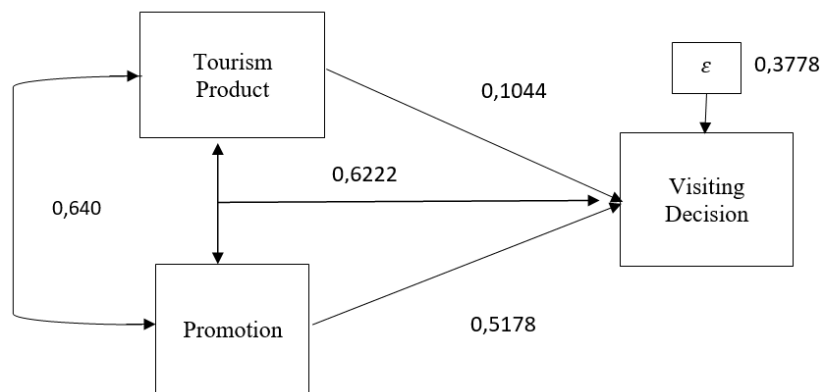 Tourism
Product
0,1044
ε
0,3778
0,640
0,6222
Visiting
Decision
Promotion
0,5178